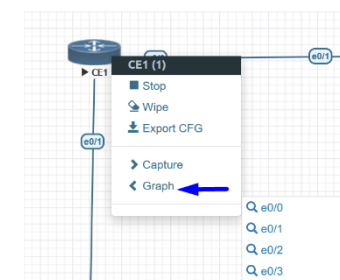 CE1 (1)
e0/1
CE1
Stop
Wipe
Export CFG
e0/1
Capture
Graph
e0/0
e0/1
e0/2
e0/3